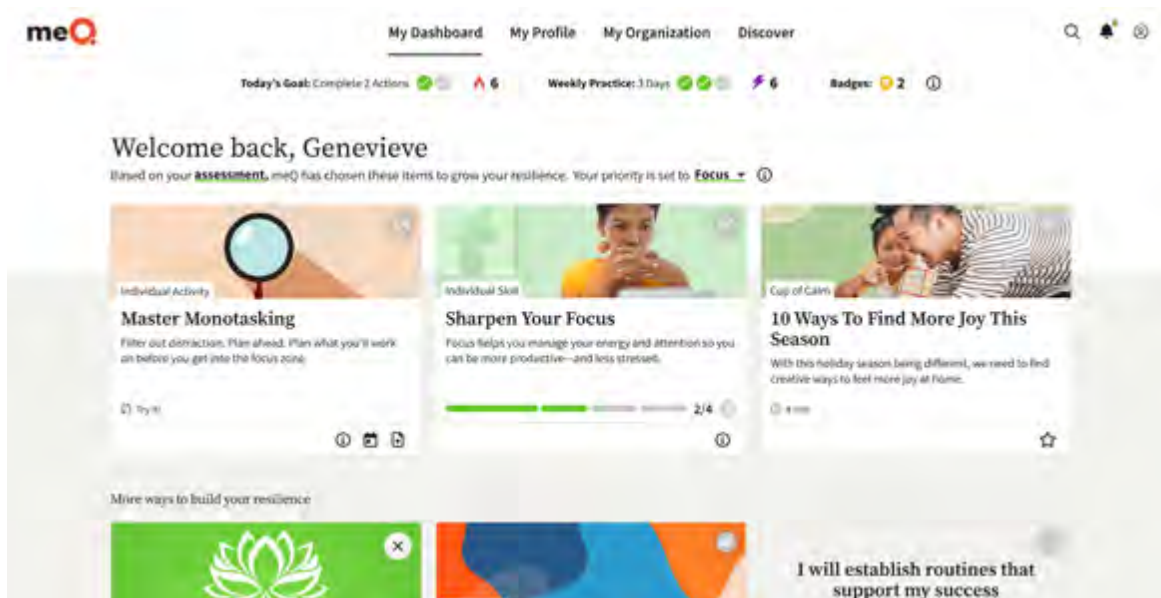 meQ
My Dashboard My Profile My Organization Discover
Today's Goal: Complete 2 Actions 6 Weekly Practice: 3 Days 6 Badges: 2
Welcome back, Genevieve
Based on your assessment, meQ has chosen these items to grow your resilience. Your priority is set to Focus
Individual Activity
Individual Skill
Cup of Calm
Master Monotasking
Filter out distraction. Plan ahead. Plan what you'll work
on before you get into the focus zone.
Try It!
Sharpen Your Focus
Focus helps you manage your energy and attention so you
can be more productive—and less stressed.
2/4
10 Ways To Find More Joy This
Season
With this holiday season being different, we need to find
creative ways to feel more joy at home.
4 min
More ways to build your resilience
I will establish routines that
support my success